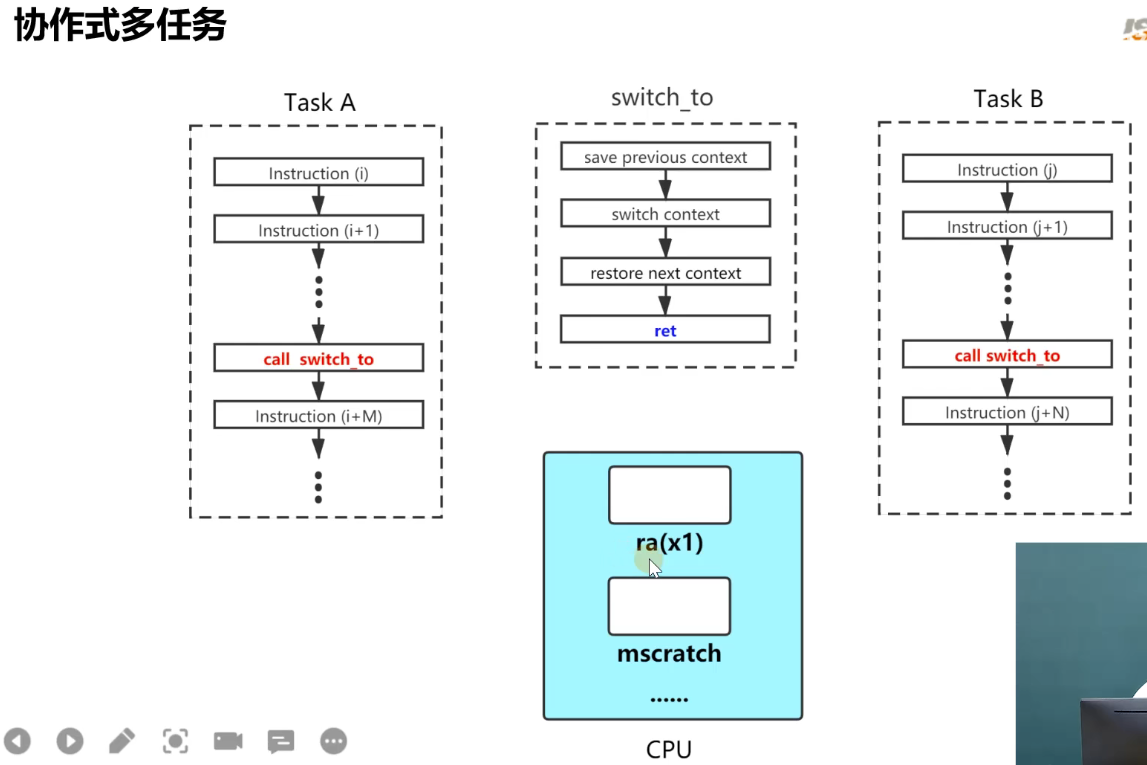 协作式多任务
Task A
Instruction (i)
Instruction (i+1)
call switch_to
Instruction (i+M)
switch_to
save previous context
switch context
restore next context
ret
Task B
Instruction (j)
Instruction (j+1)
call switch_to
Instruction (j+N)
ra(x1)
mscratch
......
CPU